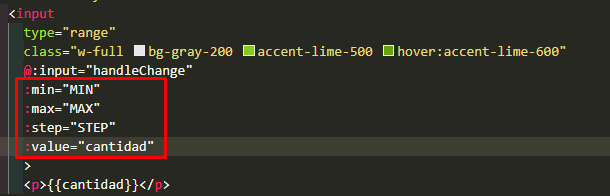 <input
type="range"
class="w-full bg-gray-200 accent-lime-500 hover:accent-lime-600"
@:input="handleChange"
:min="MIN"
:max="MAX"
:step="STEP"
:value="cantidad"
>
<p>{{cantidad}}</p>